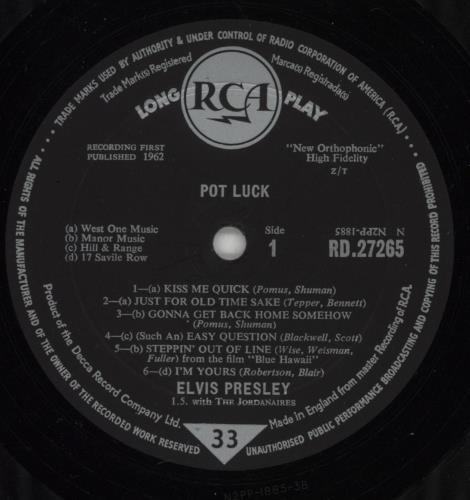 TRADE MARKS USED BY AUTHORITY & UNDER CONTROL OF RADIO CORPORATION OF AMERICA (R.C.A.)
Trade Mark(s) Registered
Marca(s) Registrada(s)
LONG RCA PLAY
RECORDING FIRST
PUBLISHED 1962
"New Orthophonic"
High Fidelity
Z/T
POT LUCK
(a) West One Music
(b) Manor Music
(c) Hill & Range
(d) 17 Savile Row
Side
1
N N2PP-1885
RD.27265
1—(a) KISS ME QUICK (Pomus, Shuman)
2—(a) JUST FOR OLD TIME SAKE (Tepper, Bennett)
3—(b) GONNA GET BACK HOME SOMEHOW
(Pomus, Shuman)
4—(c) (Such An) EASY QUESTION (Blackwell, Scott)
5—(b) STEPPIN' OUT OF LINE (Wise, Weisman,
Fuller) from the film "Blue Hawaii"
6—(d) I'M YOURS (Robertson, Blair)
ELVIS PRESLEY
1.5. with THE JORDANAIRES
Product of the Decca Record Company Ltd.
Made in England from master Recording of R.C.A.
33
ALL RIGHTS OF THE MANUFACTURER AND OF THE OWNER OF THE RECORDED WORK RESERVED
UNAUTHORISED PUBLIC PERFORMANCE BROADCASTING AND COPYING OF THIS RECORD PROHIBITED
N2PP-1885-3B